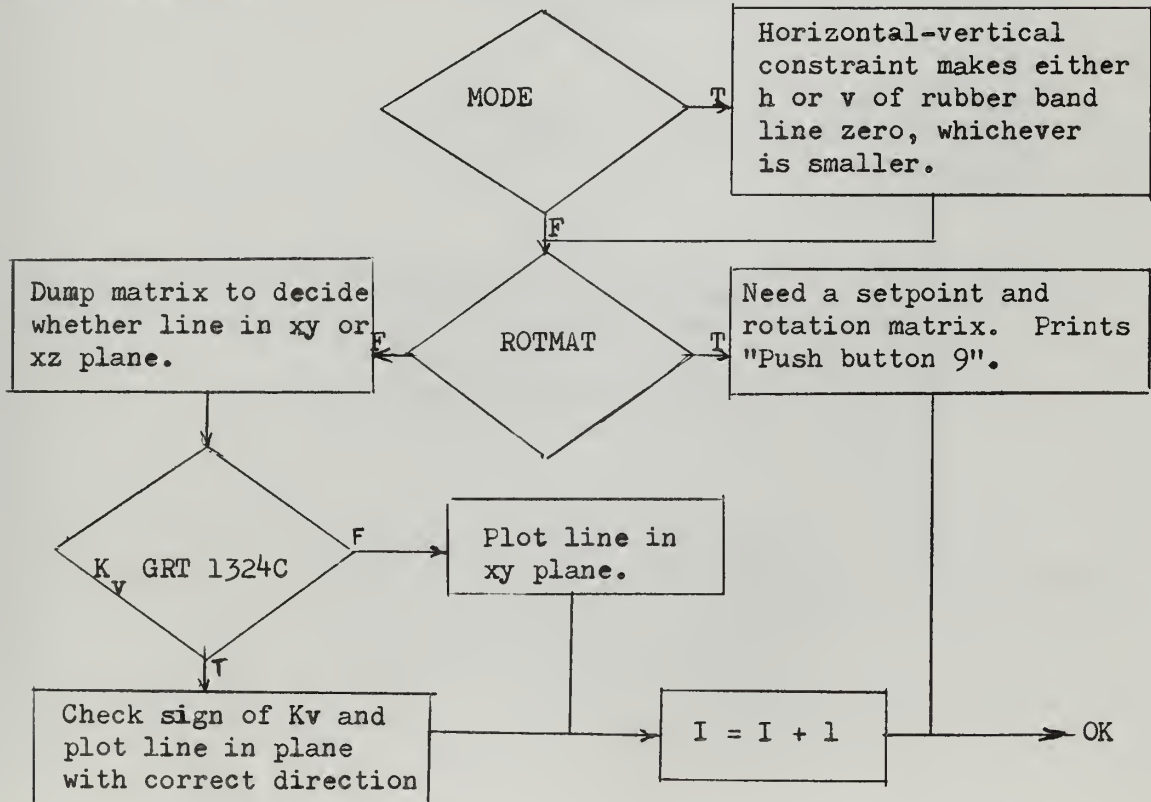 MODE
T
Horizontal-vertical
constraint makes either
h or v of rubber band
line zero, whichever
is smaller.
F
Dump matrix to decide
whether line in xy or
xz plane.
F
ROTMAT
T
Need a setpoint and
rotation matrix. Prints
"Push button 9".
K_v GRT 1324C
F
Plot line in
xy plane.
T
Check sign of Kv and
plot line in plane
with correct direction
I = I + 1
OK